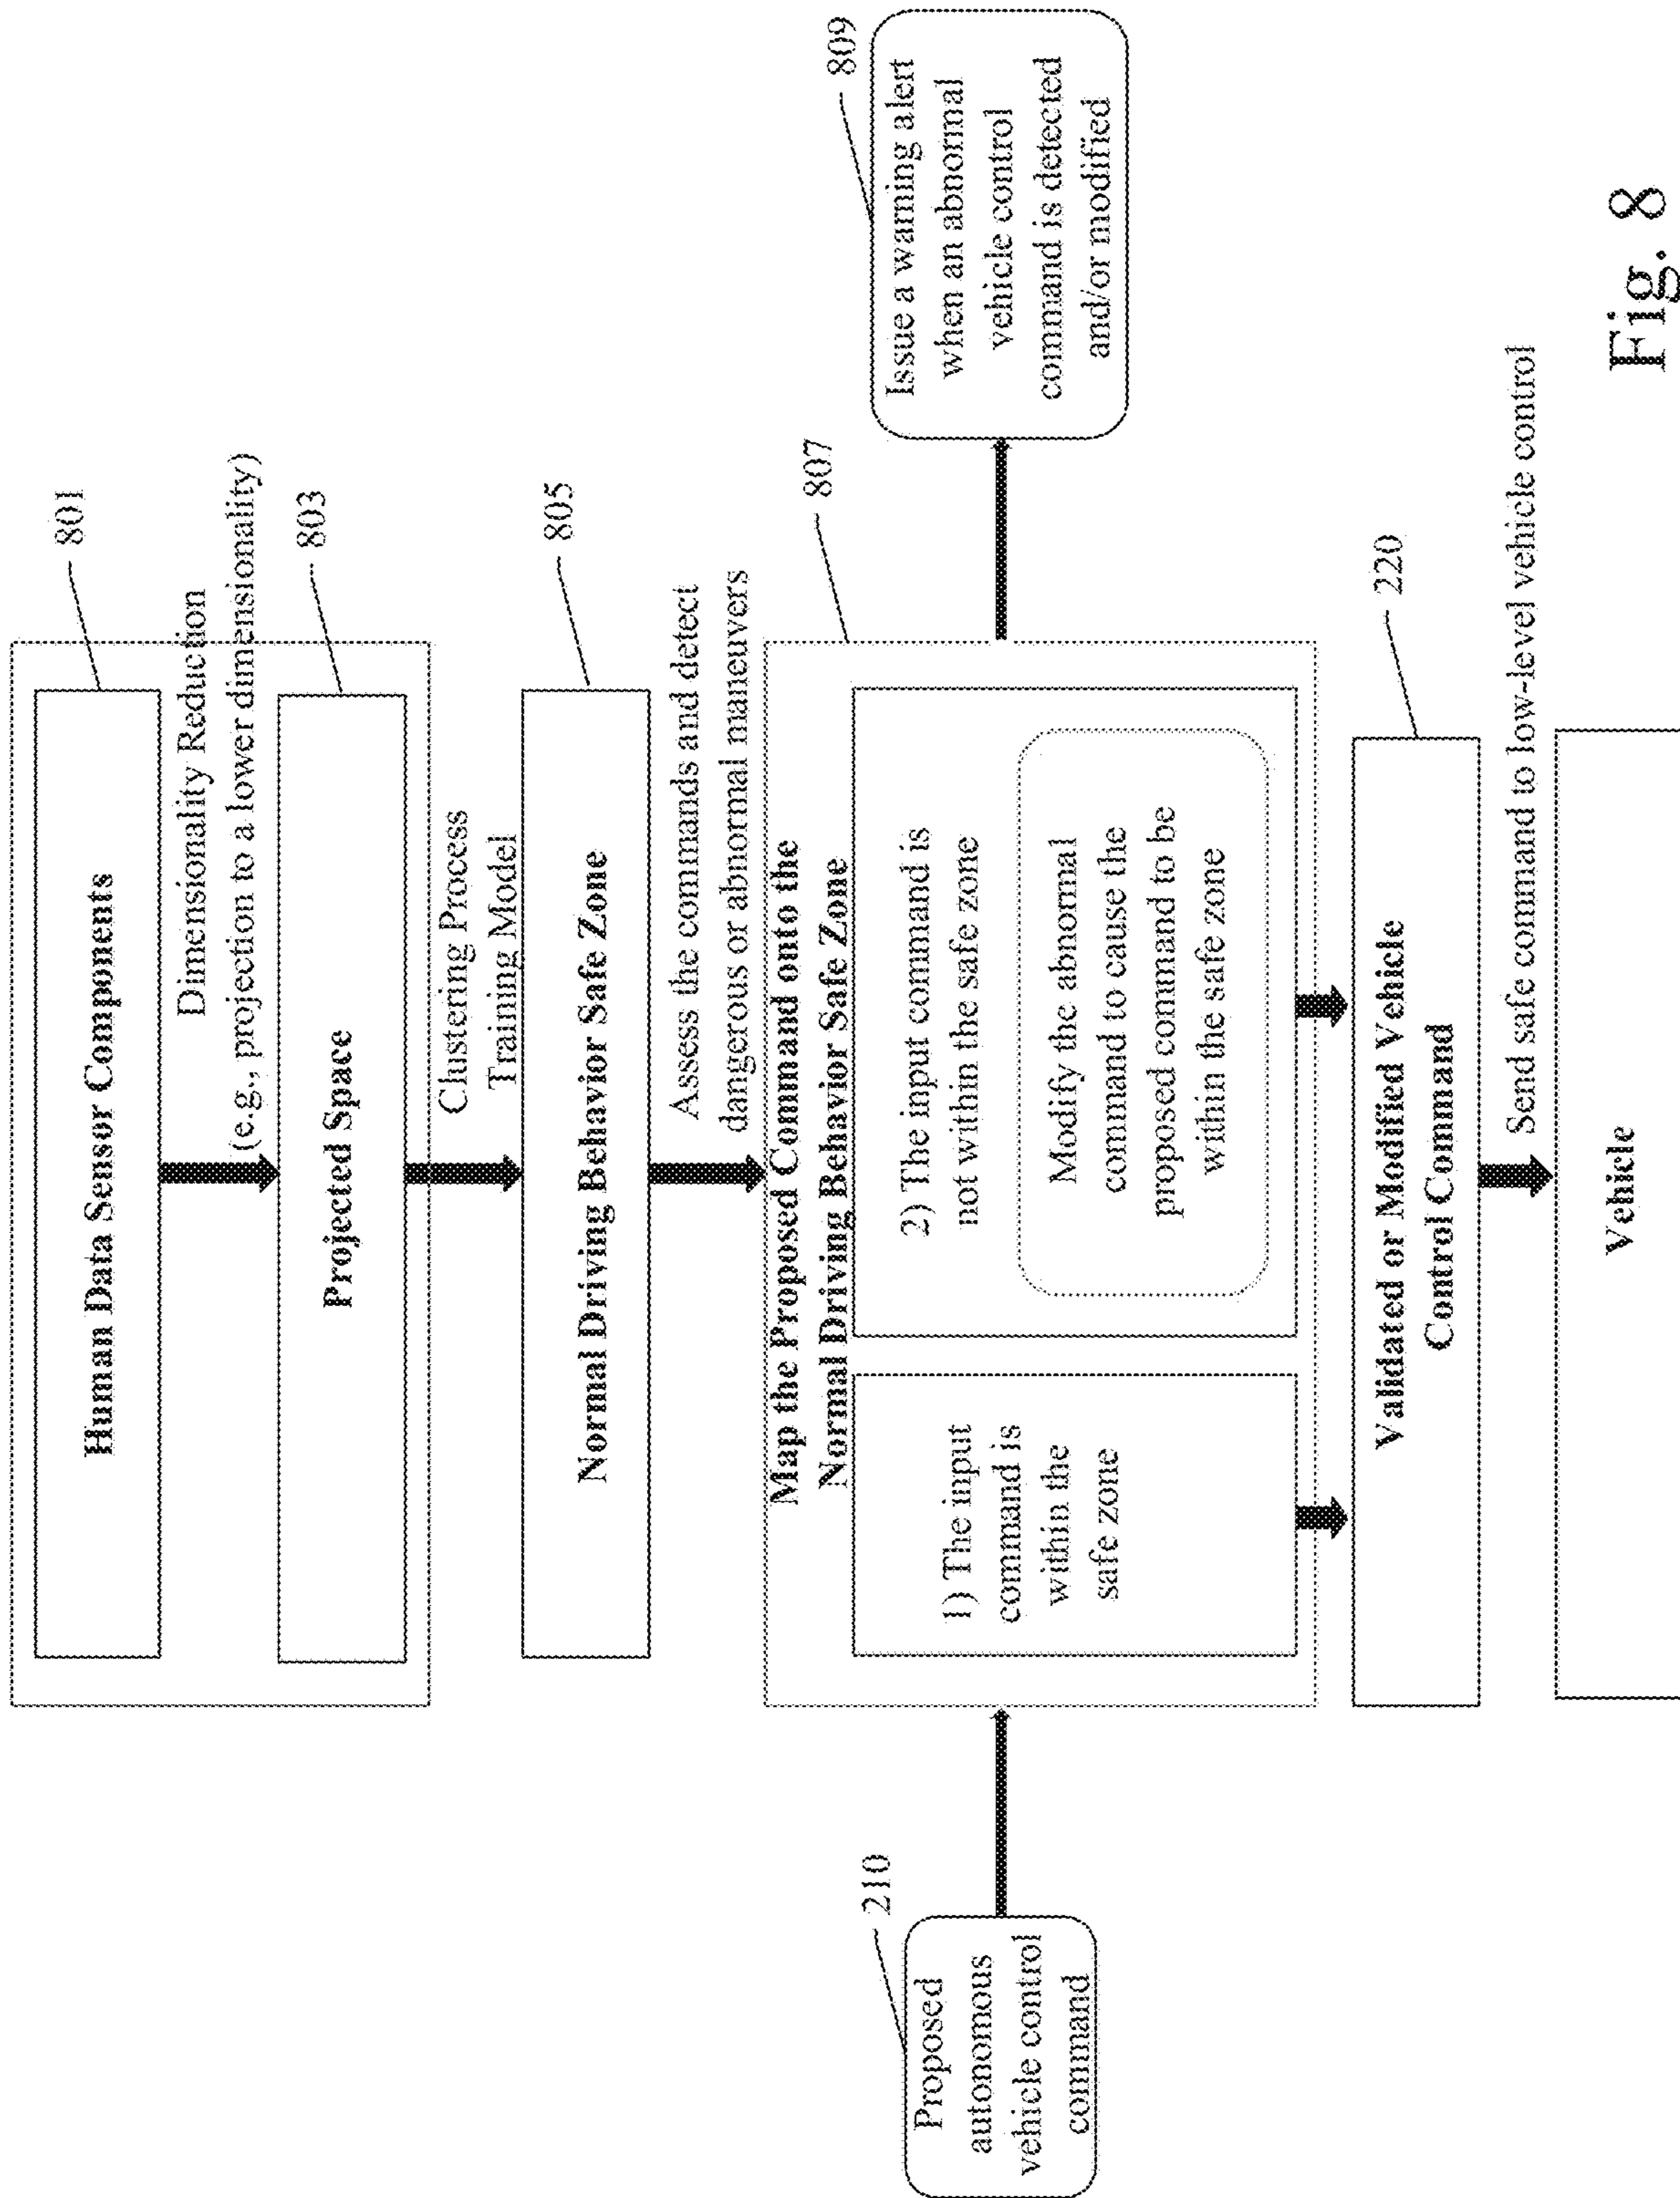 801
Human Data Sensor Components
Dimensionality Reduction
(e.g., projection to a lower dimensionality)
803
Projected Space
Clustering Process
Training Model
805
Normal Driving Behavior Safe Zone
Assess the commands and detect
dangerous or abnormal maneuvers
807
Map the Proposed Command onto the
Normal Driving Behavior Safe Zone
1) The input
command is
within the
safe zone
2) The input command is
not within the safe zone
Modify the abnormal
command to cause the
proposed command to be
within the safe zone
210
Proposed
autonomous
vehicle control
command
809
Issue a warning alert
when an abnormal
vehicle control
command is detected
and/or modified
220
Validated or Modified Vehicle
Control Command
Send safe command to low-level vehicle control
Vehicle
Fig. 8